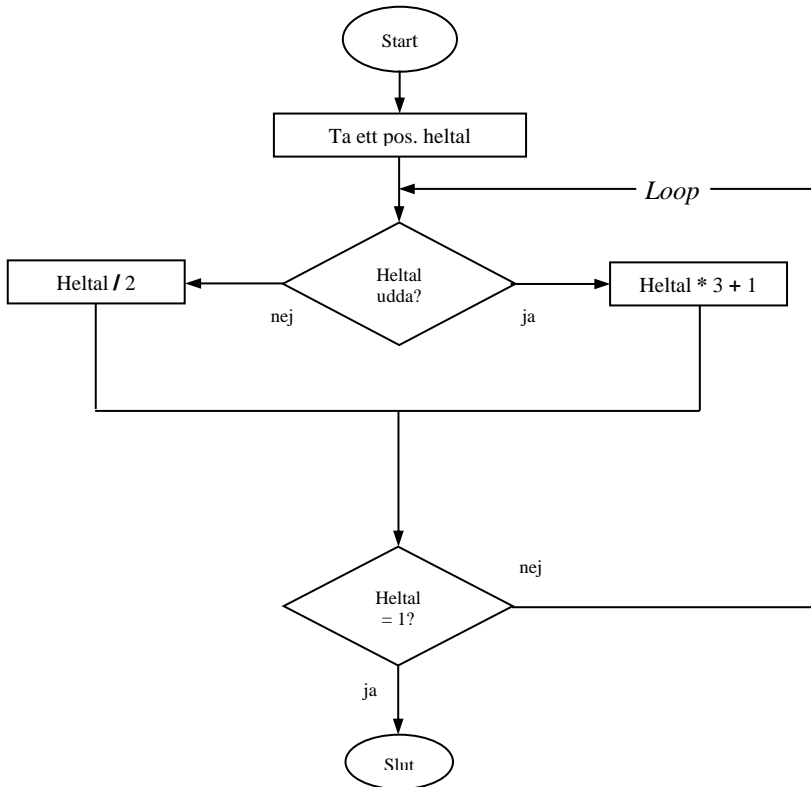 Start
Ta ett pos. heltal
Loop
Heltal
udda?
Heltal / 2
nej
ja
Heltal * 3 + 1
Heltal
= 1?
nej
ja
Slut